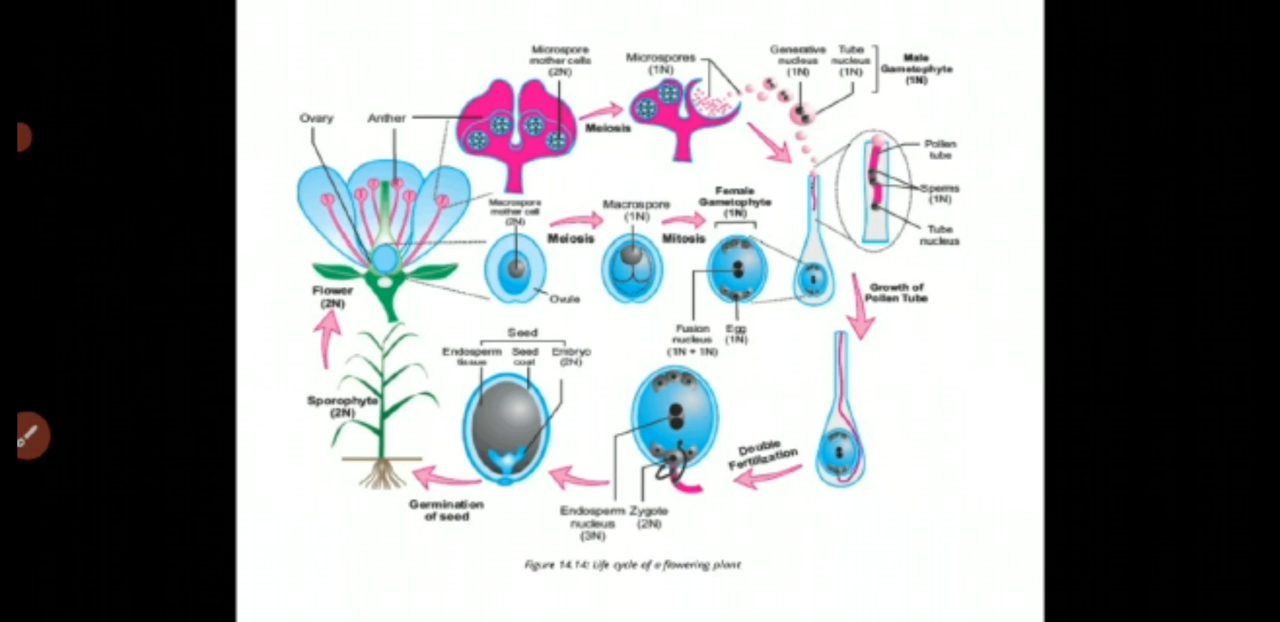 Microspore
mother cells
(2N)
Microspores
(1N)
Generative
nucleus
(1N)
Tube
nucleus
(1N)
Male
Gametophyte
(1N)
Ovary
Anther
Meiosis
Pollen
tube
Sperms
(1N)
Tube
nucleus
Macrospore
mother cell
(2N)
Meiosis
Macrospore
(1N)
Mitosis
Female
Gametophyte
(1N)
Ovule
Flower
(2N)
Fusion
nucleus
(1N + 1N)
Egg
(1N)
Growth of
Pollen Tube
Seed
Endosperm
tissue
Seed
coat
Embryo
(2N)
Sporophyte
(2N)
Double
Fertilization
Germination
of seed
Endosperm
nucleus
(3N)
Zygote
(2N)
Figure 14.14: Life cycle of a flowering plant